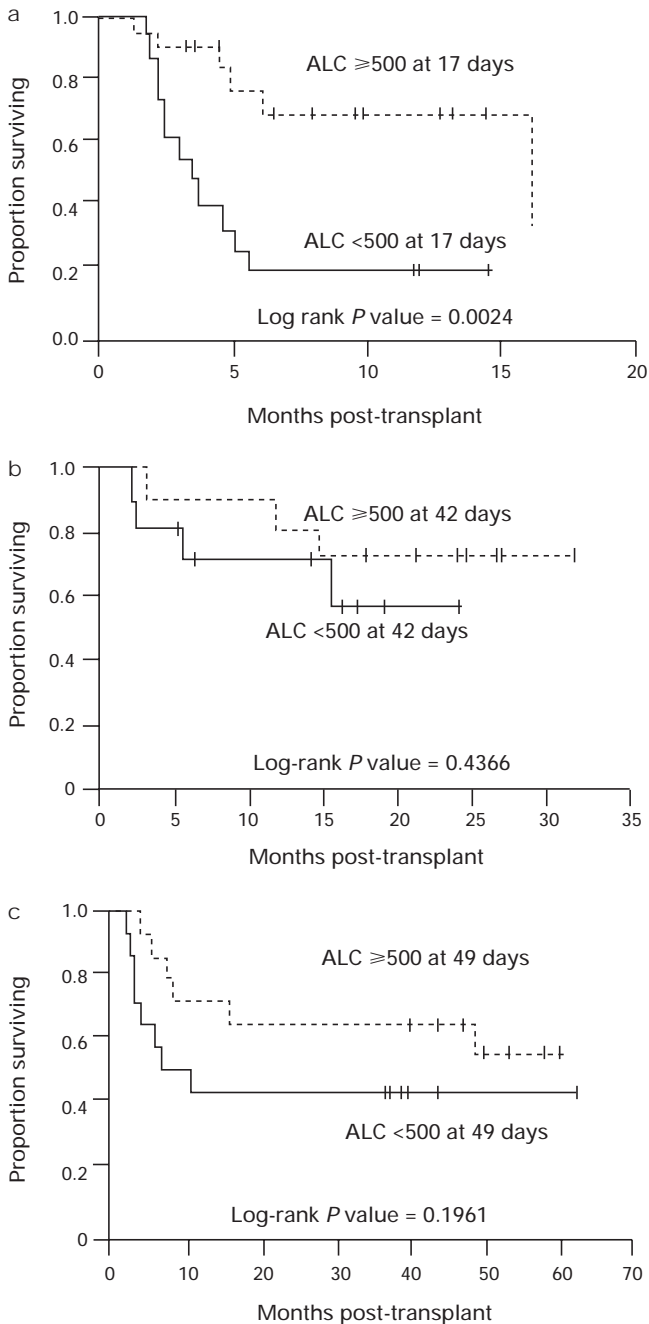 a
Proportion surviving
1.0
0.8
0.6
0.4
0.2
0.0
ALC ≥500 at 17 days
ALC <500 at 17 days
Log rank P value = 0.0024
0 5 10 15 20
Months post-transplant
b
Proportion surviving
1.0
0.8
0.6
0.4
0.2
0
ALC ≥500 at 42 days
ALC <500 at 42 days
Log-rank P value = 0.4366
0 5 10 15 20 25 30 35
Months post-transplant
c
Proportion surviving
1.0
0.8
0.6
0.4
0.2
0
ALC ≥500 at 49 days
ALC <500 at 49 days
Log-rank P value = 0.1961
0 10 20 30 40 50 60 70
Months post-transplant